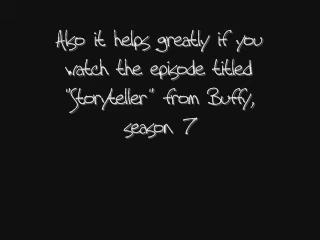 Also it helps greatly if you
watch the episode titled
"Storyteller" from Buffy,
season 7